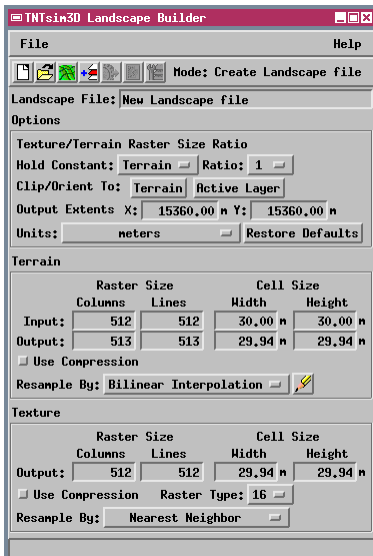 TNTsim3D Landscape Builder
File Help
Mode: Create Landscape file
Landscape File: New Landscape file
Options
Texture/Terrain Raster Size Ratio
Hold Constant: Terrain Ratio: 1
Clip/Orient To: Terrain Active Layer
Output Extents X: 15360.00 m Y: 15360.00 m
Units: meters Restore Defaults
Terrain
Raster Size Cell Size
Columns Lines Width Height
Input: 512 512 30.00 m 30.00 m
Output: 513 513 29.94 m 29.94 m
Use Compression
Resample By: Bilinear Interpolation
Texture
Raster Size Cell Size
Columns Lines Width Height
Output: 512 512 29.94 m 29.94 m
Use Compression Raster Type: 16
Resample By: Nearest Neighbor